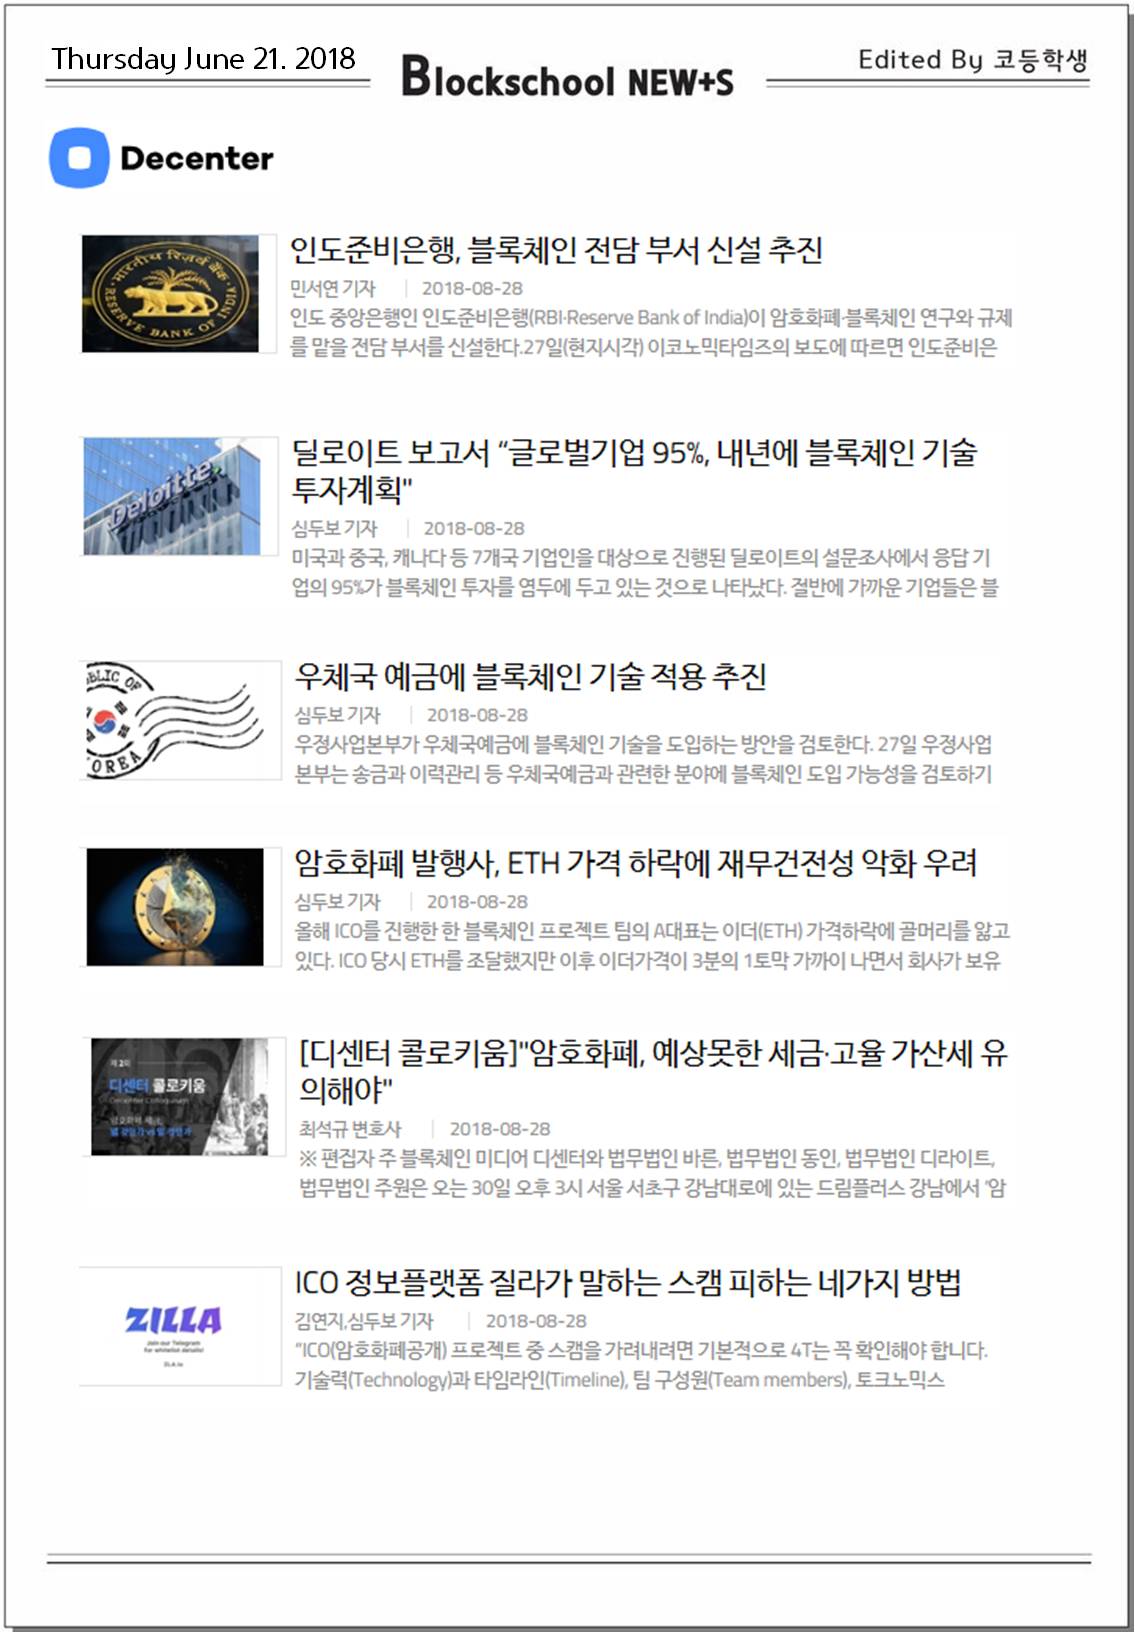 Thursday June 21. 2018
Blockschool NEW+S
Edited By 코등학생
Decenter
भारतीय रिज़र्व बैंक
RESERVE BANK OF INDIA
인도준비은행, 블록체인 전담 부서 신설 추진
민서연 기자 | 2018-08-28
인도 중앙은행인 인도준비은행(RBI·Reserve Bank of India)이 암호화폐·블록체인 연구와 규제
를 맡을 전담 부서를 신설한다.27일(현지시각) 이코노믹타임즈의 보도에 따르면 인도준비은
Deloitte
딜로이트 보고서 “글로벌기업 95%, 내년에 블록체인 기술
투자계획"
심두보 기자 | 2018-08-28
미국과 중국, 캐나다 등 7개국 기업인을 대상으로 진행된 딜로이트의 설문조사에서 응답 기
업의 95%가 블록체인 투자를 염두에 두고 있는 것으로 나타났다. 절반에 가까운 기업들은 블
BLIC OF
KOREA
우체국 예금에 블록체인 기술 적용 추진
심두보 기자 | 2018-08-28
우정사업본부가 우체국예금에 블록체인 기술을 도입하는 방안을 검토한다. 27일 우정사업
본부는 송금과 이력관리 등 우체국예금과 관련한 분야에 블록체인 도입 가능성을 검토하기
암호화폐 발행사, ETH 가격 하락에 재무건전성 악화 우려
심두보 기자 | 2018-08-28
올해 ICO를 진행한 한 블록체인 프로젝트 팀의 A대표는 이더(ETH) 가격하락에 골머리를 앓고
있다. ICO 당시 ETH를 조달했지만 이후 이더가격이 3분의 1토막 가까이 나면서 회사가 보유
제2회
디센터 콜로키움
Decenter Colloquium
[디센터 콜로키움]"암호화폐, 예상못한 세금·고율 가산세 유
의해야"
최석규 변호사 | 2018-08-28
※ 편집자 주 블록체인 미디어 디센터와 법무법인 바른, 법무법인 동인, 법무법인 디라이트,
법무법인 주원은 오는 30일 오후 3시 서울 서초구 강남대로에 있는 드림플러스 강남에서 '암
ZILLA
Join our Telegram
for whitelist details!
ZLA.io
ICO 정보플랫폼 질라가 말하는 스캠 피하는 네가지 방법
김연지,심두보 기자 | 2018-08-28
“ICO(암호화폐공개) 프로젝트 중 스캠을 가려내려면 기본적으로 4T는 꼭 확인해야 합니다.
기술력(Technology)과 타임라인(Timeline), 팀 구성원(Team members), 토크노믹스